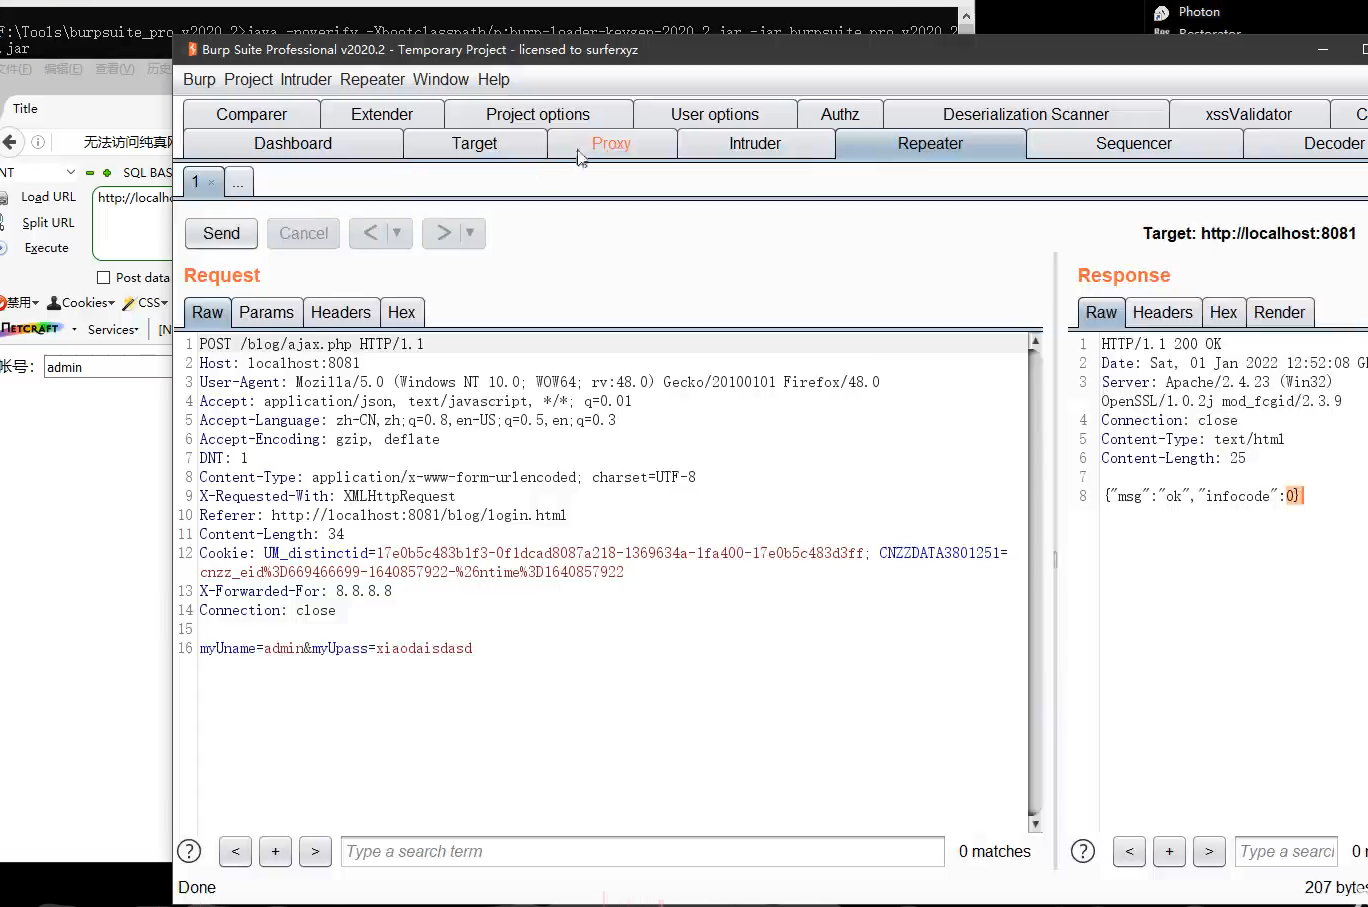 Photon
F:\Tools\burpsuite_pro_v2020.2>java -noverify -Xbootclasspath/p:burp-loader-keygen-2020_2.jar -jar burpsuite_pro_v2020.2
.jar
Burp Suite Professional v2020.2 - Temporary Project - licensed to surferxyz
文件(F) 编辑(E) 查看(V) 历史
Burp Project Intruder Repeater Window Help
Title
Comparer Extender Project options User options Authz Deserialization Scanner xssValidator
无法访问纯真网
Dashboard Target Proxy Intruder Repeater Sequencer Decoder
NT SQL BAS
1 × ...
Load URL http://localho
Split URL
Send Cancel < > Target: http://localhost:8081
Execute
Request Response
Post data
禁用 Cookies CSS
Raw Params Headers Hex Raw Headers Hex Render
NETCRAFT Services [N
帐号: admin
1 POST /blog/ajax.php HTTP/1.1
2 Host: localhost:8081
3 User-Agent: Mozilla/5.0 (Windows NT 10.0; WOW64; rv:48.0) Gecko/20100101 Firefox/48.0
4 Accept: application/json, text/javascript, */*; q=0.01
5 Accept-Language: zh-CN,zh;q=0.8,en-US;q=0.5,en;q=0.3
6 Accept-Encoding: gzip, deflate
7 DNT: 1
8 Content-Type: application/x-www-form-urlencoded; charset=UTF-8
9 X-Requested-With: XMLHttpRequest
10 Referer: http://localhost:8081/blog/login.html
11 Content-Length: 34
12 Cookie: UM_distinctid=17e0b5c483b1f3-0f1dcad8087a218-1369634a-1fa400-17e0b5c483d3ff; CNZZDATA3801251=
cnzz_eid%3D669466699-1640857922-%26ntime%3D1640857922
13 X-Forwarded-For: 8.8.8.8
14 Connection: close
15
16 myUname=admin&myUpass=xiaodaisdasd
1 HTTP/1.1 200 OK
2 Date: Sat, 01 Jan 2022 12:52:08 G
3 Server: Apache/2.4.23 (Win32)
OpenSSL/1.0.2j mod_fcgid/2.3.9
4 Connection: close
5 Content-Type: text/html
6 Content-Length: 25
7
8 {"msg":"ok","infocode":0}
? < + > Type a search term 0 matches
? < + > Type a search 0
Done 207 bytes